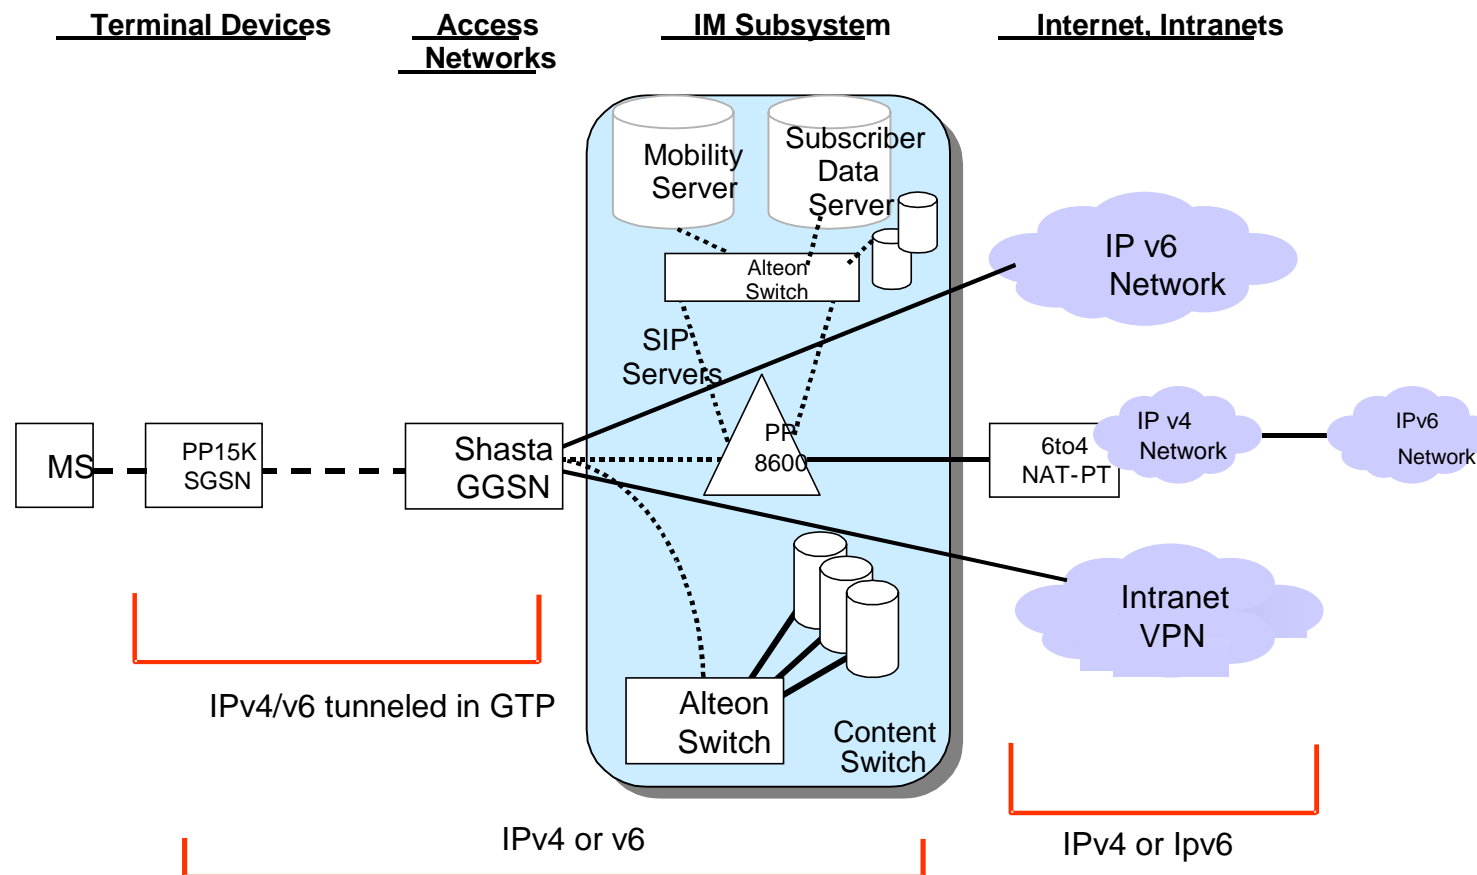 Terminal Devices
Access
Networks
IM Subsystem
Internet, Intranets
Mobility
Server
Subscriber
Data
Server
Alteon
Switch
SIP
Servers
IP v6
Network
MS
PP15K
SGSN
Shasta
GGSN
PP
8600
6to4
NAT-PT
IP v4
Network
IPv6
Network
Intranet
VPN
IPv4/v6 tunneled in GTP
Alteon
Switch
Content
Switch
IPv4 or v6
IPv4 or Ipv6